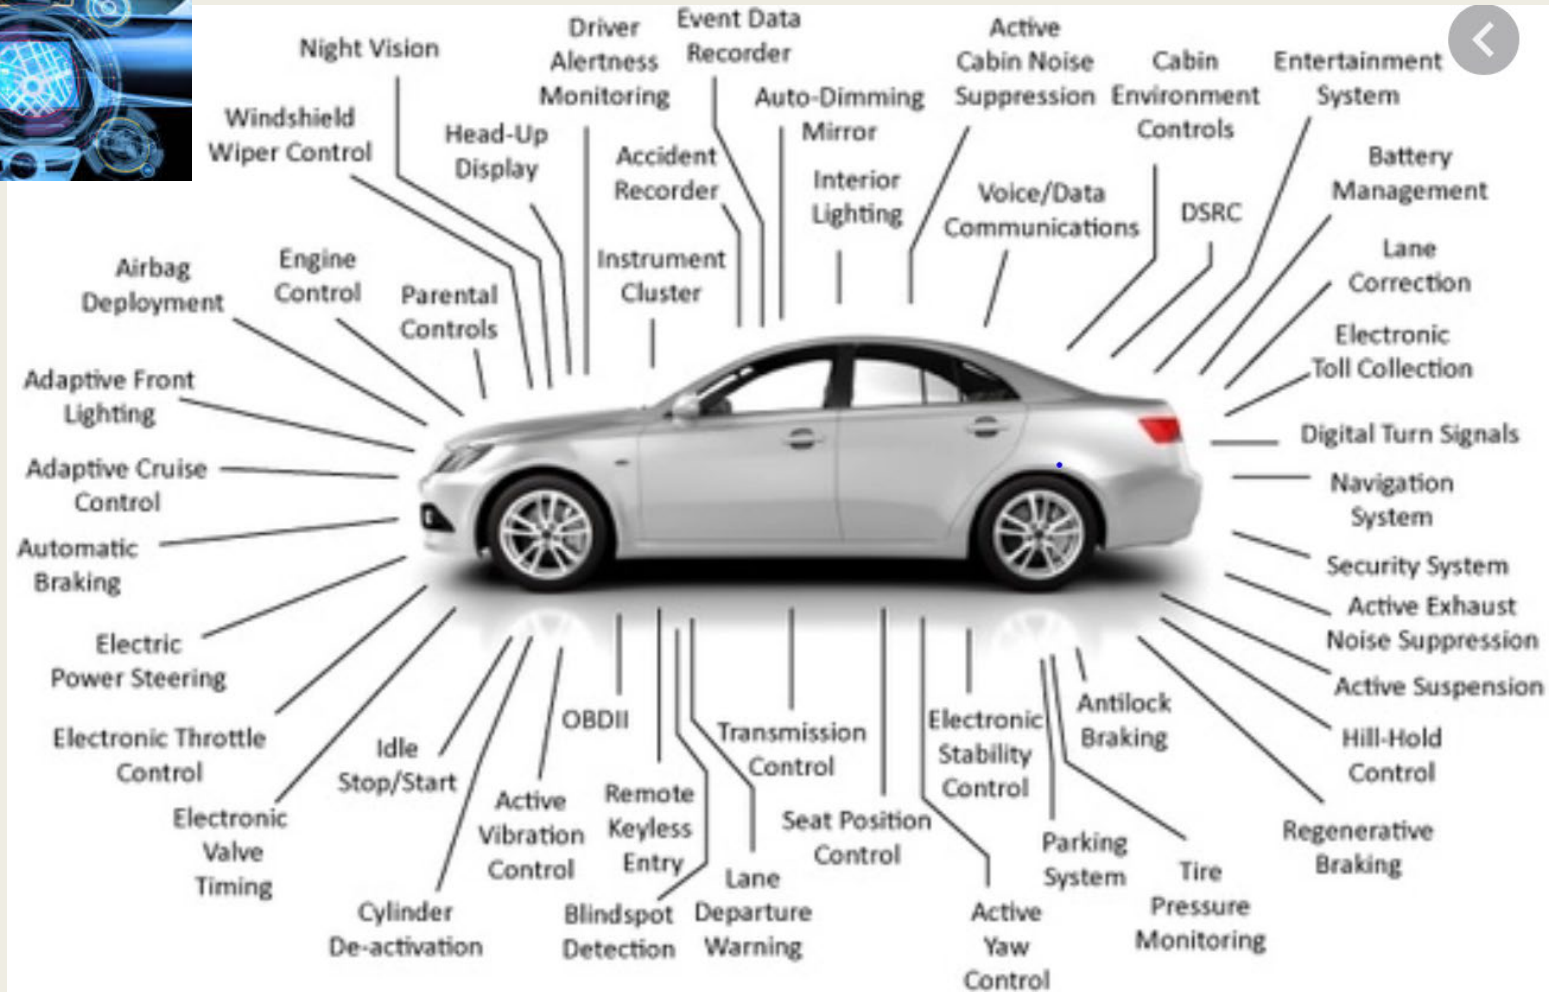 Night Vision
Driver
Alertness
Monitoring
Event Data
Recorder
Active
Cabin Noise
Suppression
Cabin
Environment
Controls
Entertainment
System
Windshield
Wiper Control
Head-Up
Display
Accident
Recorder
Auto-Dimming
Mirror
Interior
Lighting
Voice/Data
Communications
DSRC
Battery
Management
Airbag
Deployment
Engine
Control
Parental
Controls
Instrument
Cluster
Lane
Correction
Electronic
Toll Collection
Adaptive Front
Lighting
Digital Turn Signals
Adaptive Cruise
Control
Navigation
System
Automatic
Braking
Security System
Electric
Power Steering
Active Exhaust
Noise Suppression
Active Suspension
Electronic Throttle
Control
Idle
Stop/Start
OBDII
Transmission
Control
Electronic
Stability
Control
Antilock
Braking
Hill-Hold
Control
Electronic
Valve
Timing
Active
Vibration
Control
Remote
Keyless
Entry
Seat Position
Control
Parking
System
Tire
Pressure
Monitoring
Regenerative
Braking
Cylinder
De-activation
Blindspot
Detection
Lane
Departure
Warning
Active
Yaw
Control